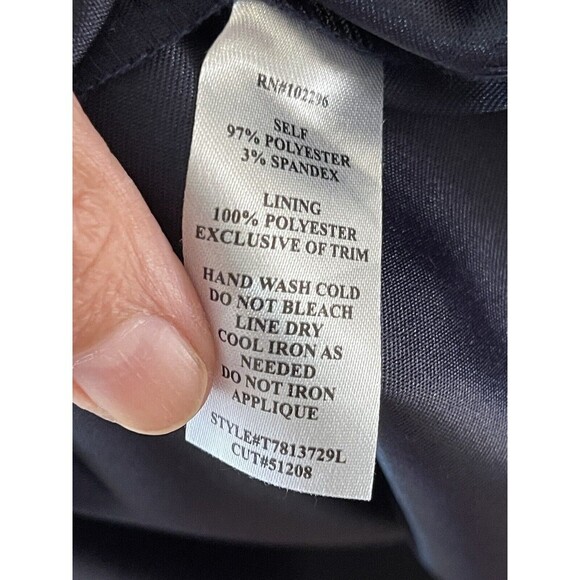 RN#102296
SELF
97% POLYESTER
3% SPANDEX
LINING
100% POLYESTER
EXCLUSIVE OF TRIM
HAND WASH COLD
DO NOT BLEACH
LINE DRY
COOL IRON AS
NEEDED
DO NOT IRON
APPLIQUE
STYLE#T7813729L
CUT#51208